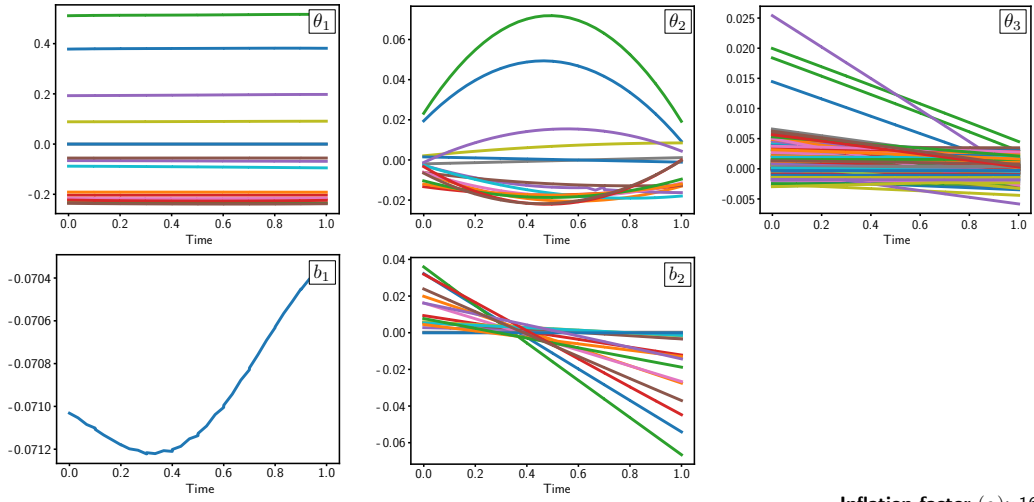 θ₁
0.4
0.2
0.0
-0.2
0.0 0.2 0.4 0.6 0.8 1.0
Time
θ₂
0.06
0.04
0.02
0.00
-0.02
0.0 0.2 0.4 0.6 0.8 1.0
Time
θ₃
0.025
0.020
0.015
0.010
0.005
0.000
-0.005
0.0 0.2 0.4 0.6 0.8 1.0
Time
b₁
-0.0704
-0.0706
-0.0708
-0.0710
-0.0712
0.0 0.2 0.4 0.6 0.8 1.0
Time
b₂
0.04
0.02
0.00
-0.02
-0.04
-0.06
0.0 0.2 0.4 0.6 0.8 1.0
Time
Inflation factor